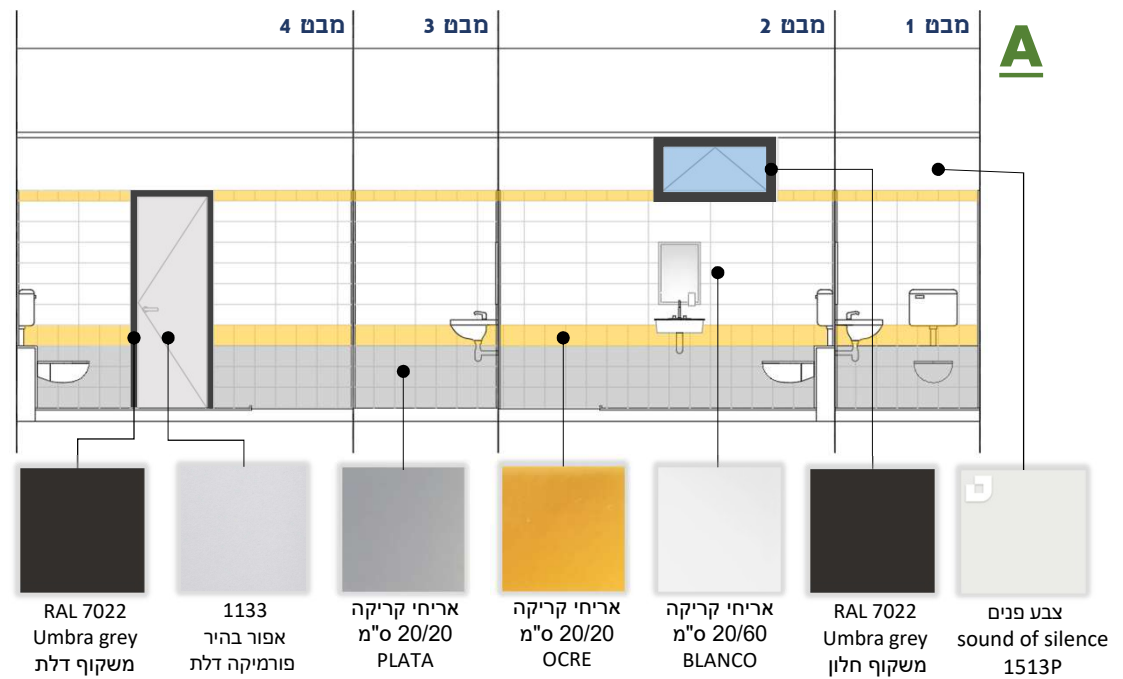 A
מבט 1
מבט 2
מבט 3
מבט 4
צבע פנים
sound of silence
1513P
RAL 7022
Umbra grey
משקוף חלון
אריחי קריקה
20/60 ס"מ
BLANCO
אריחי קריקה
20/20 ס"מ
OCRE
אריחי קריקה
20/20 ס"מ
PLATA
1133
אפור בהיר
פורמיקה דלת
RAL 7022
Umbra grey
משקוף דלת